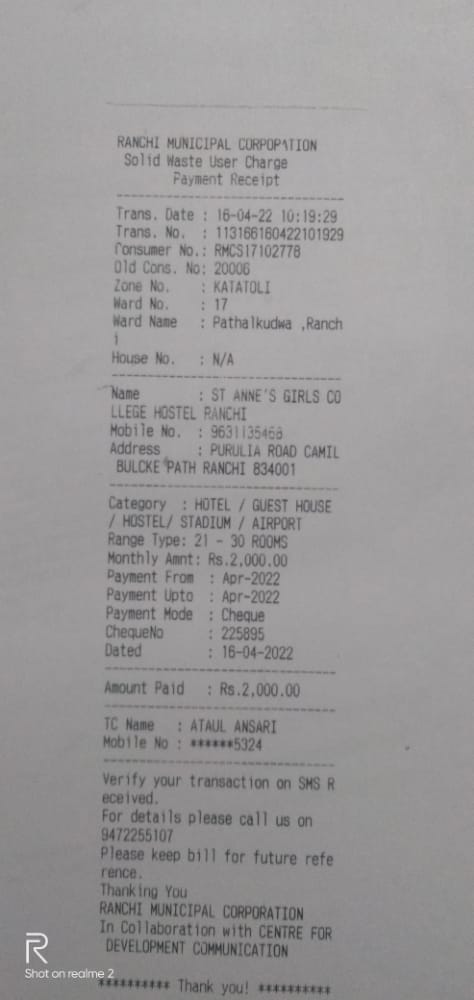 RANCHI MUNICIPAL CORPOPATION
Solid Waste User Charge
Payment Receipt
Trans. Date : 16-04-22 10:19:29
Trans. No. : 113166160422101929
Consumer No.: RMCS17102778
Old Cons. No: 20006
Zone No. : KATATOLI
Ward No. : 17
Ward Name : Pathalkudwa ,Ranch
i
House No. : N/A
Name : ST ANNE'S GIRLS CO
LLEGE HOSTEL RANCHI
Mobile No. : 9631135468
Address : PURULIA ROAD CAMIL
BULCKE PATH RANCHI 834001
Category : HOTEL / GUEST HOUSE
/ HOSTEL/ STADIUM / AIRPORT
Range Type: 21 - 30 ROOMS
Monthly Amnt: Rs.2,000.00
Payment From : Apr-2022
Payment Upto : Apr-2022
Payment Mode : Cheque
ChequeNo : 225895
Dated : 16-04-2022
Amount Paid : Rs.2,000.00
TC Name : ATAUL ANSARI
Mobile No : ******5324
Verify your transaction on SMS R
eceived.
For details please call us on
9472255107
Please keep bill for future refe
rence.
Thanking You
RANCHI MUNICIPAL CORPORATION
In Collaboration with CENTRE FOR
DEVELOPMENT COMMUNICATION
********** Thank you! **********
R
Shot on realme 2